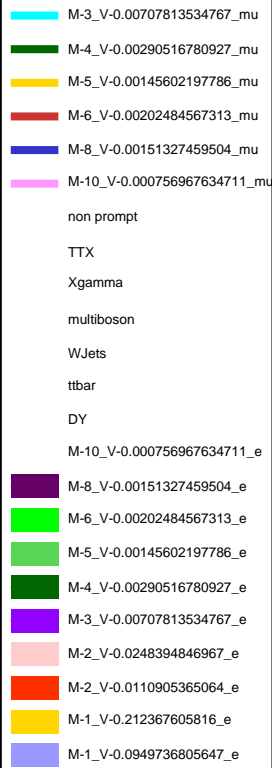 M-3_V-0.00707813534767_mu
M-4_V-0.00290516780927_mu
M-5_V-0.00145602197786_mu
M-6_V-0.00202484567313_mu
M-8_V-0.00151327459504_mu
M-10_V-0.000756967634711_mu
non prompt
TTX
Xgamma
multiboson
WJets
ttbar
DY
M-10_V-0.000756967634711_e
M-8_V-0.00151327459504_e
M-6_V-0.00202484567313_e
M-5_V-0.00145602197786_e
M-4_V-0.00290516780927_e
M-3_V-0.00707813534767_e
M-2_V-0.0248394846967_e
M-2_V-0.0110905365064_e
M-1_V-0.212367605816_e
M-1_V-0.0949736805647_e